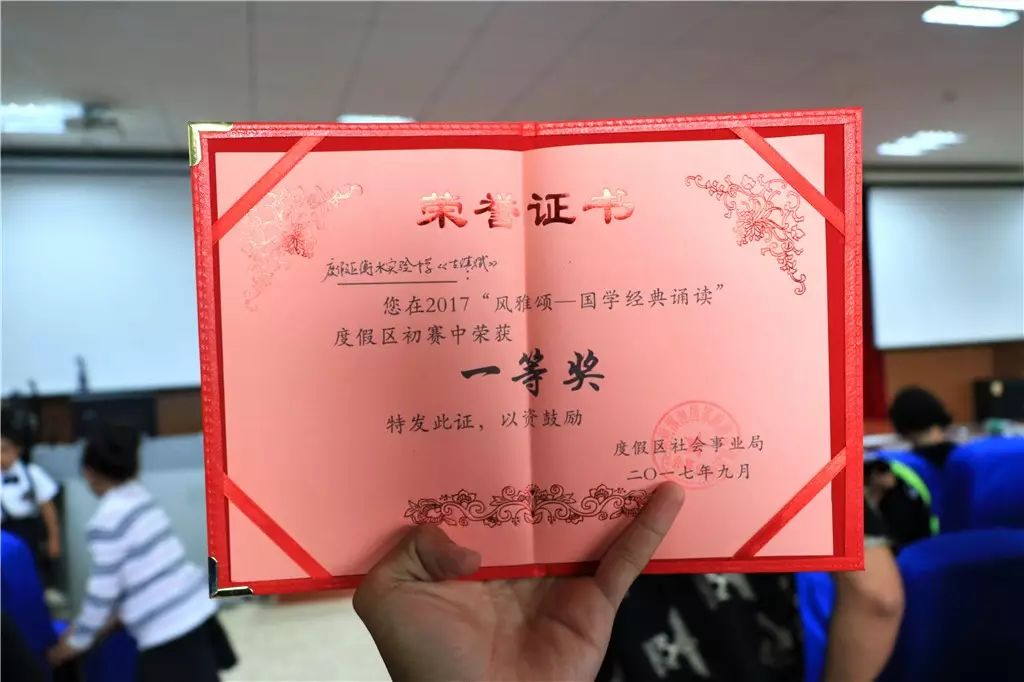 荣誉证书
度假区衡水实验中学《
您在2017“风雅颂—国学经典诵读”
度假区初赛中荣获
一等奖
特发此证，以资鼓励
度假区社会事业局
二〇一七年九月